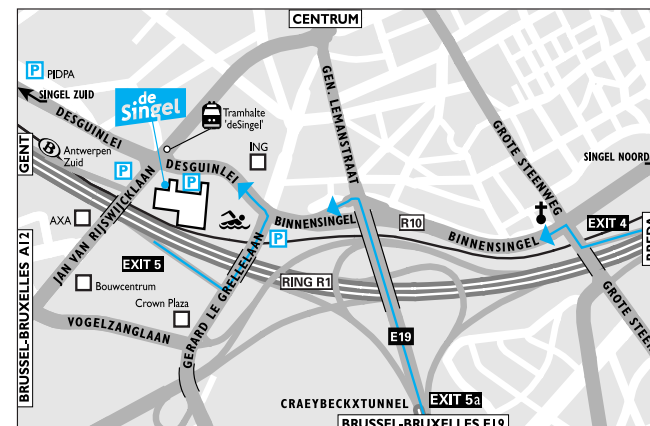 CENTRUM
P PIDPA
SINGEL ZUID
DESGUINLEI
de
Singel
Tramhalte
'deSingel'
GEN. LEMANSTRAAT
GROTE STEENWEG
GENT
B Antwerpen
Zuid
P
DESGUINLEI
P
ING
SINGEL NOORD
JAN VAN RIJSWIJCKLAAN
AXA
BINNENSINGEL
R10
BINNENSINGEL
EXIT 4
BREDA
P
EXIT 5
BRUSSEL-BRUXELLES A12
Bouwcentrum
RING R1
GERARD LE GRELLELAAN
Crown Plaza
VOGELZANGLAAN
E19
GROTE STEENWEG
CRAEYBECKXTUNNEL
EXIT 5a
BRUSSEL-BRUXELLES E19